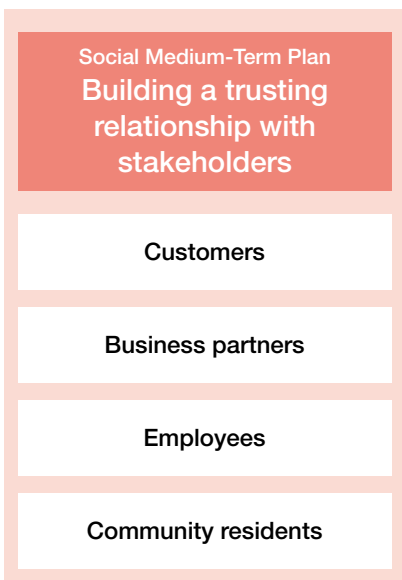 Social Medium-Term Plan
Building a trusting
relationship with
stakeholders
Customers
Business partners
Employees
Community residents